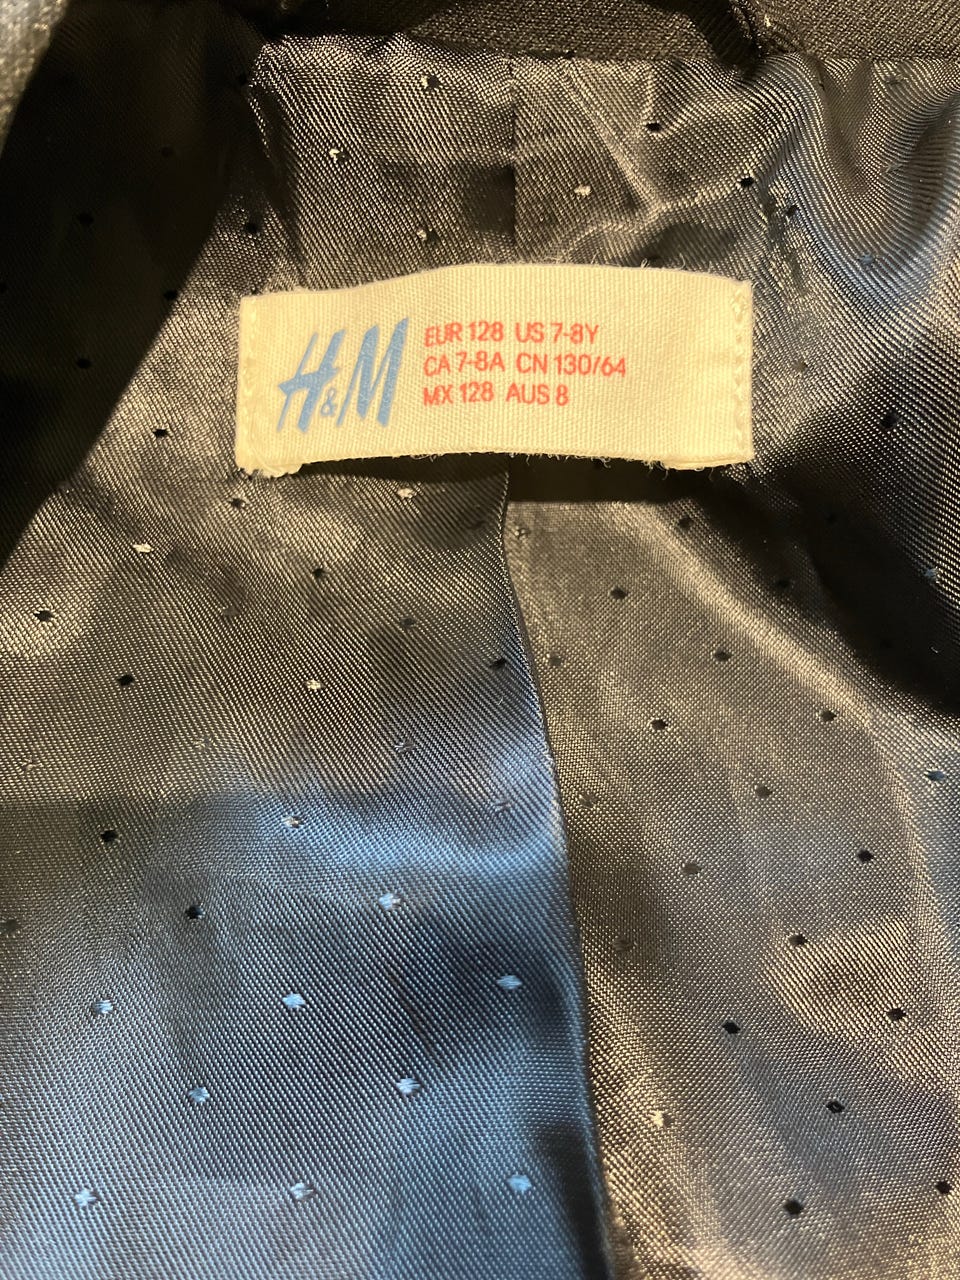 H&M
EUR 128 US 7-8Y
CA 7-8A CN 130/64
MX 128 AUS 8